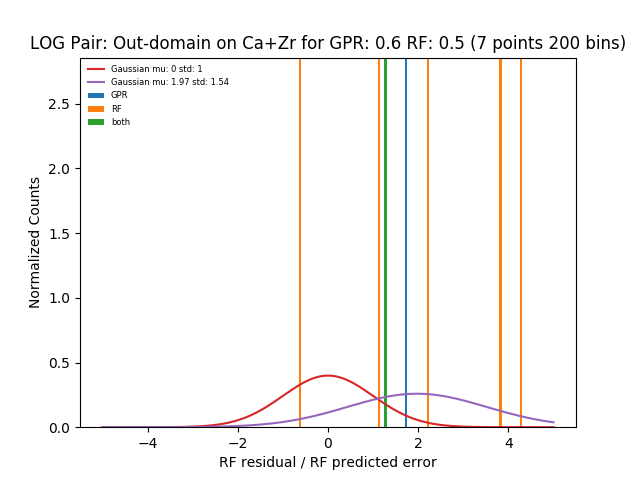 LOG Pair: Out-domain on Ca+Zr for GPR: 0.6 RF: 0.5 (7 points 200 bins)
Gaussian mu: 0 std: 1
Gaussian mu: 1.97 std: 1.54
GPR
RF
both
Normalized Counts
2.5
2.0
1.5
1.0
0.5
0.0
−4 −2 0 2 4
RF residual / RF predicted error